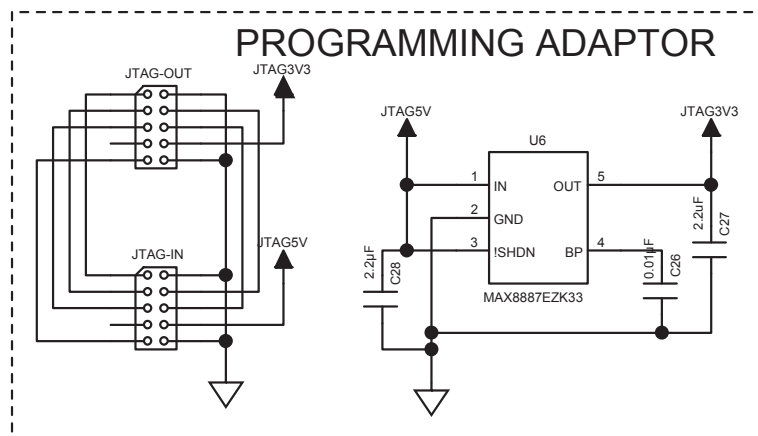 PROGRAMMING ADAPTOR
JTAG-OUT
JTAG3V3
JTAG5V
JTAG3V3
U6
1
IN
OUT
5
2
GND
3
!SHDN
BP
4
2.2uF
C27
0.01µF
C26
2.2µF
C28
MAX8887EZK33
JTAG-IN
JTAG5V